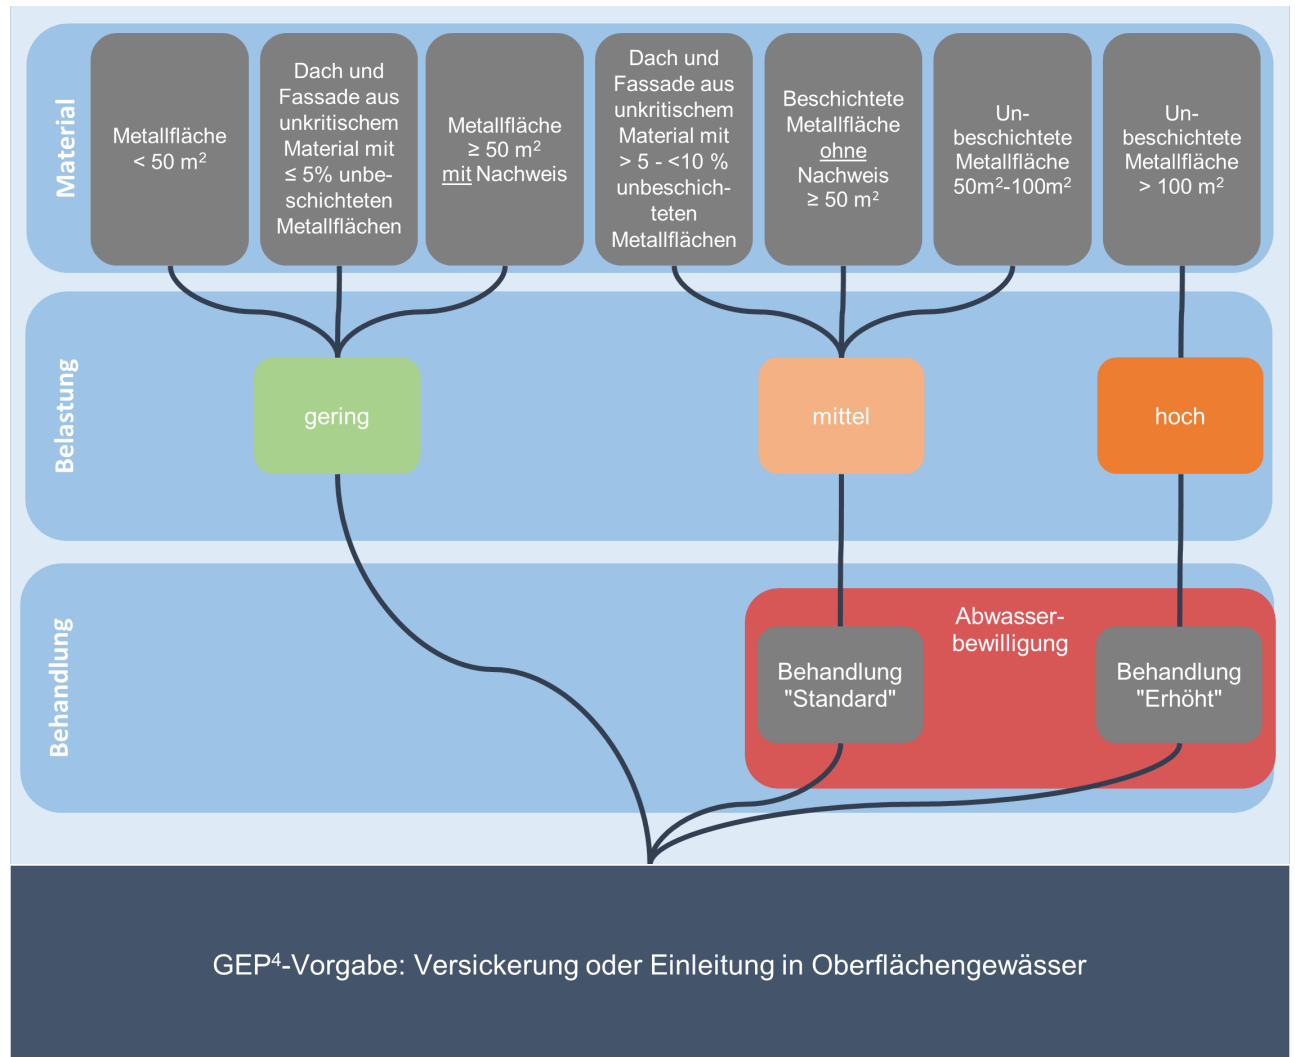 Material
Metallfläche
< 50 m²
Dach und
Fassade aus
unkritischem
Material mit
≤ 5% unbe-
schichteten
Metallflächen
Metallfläche
≥ 50 m²
mit Nachweis
Dach und
Fassade aus
unkritischem
Material mit
> 5 - <10 %
unbeschich-
teten
Metallflächen
Beschichtete
Metallfläche
ohne
Nachweis
≥ 50 m²
Un-
beschichtete
Metallfläche
50m²-100m²
Un-
beschichtete
Metallfläche
> 100 m²
Belastung
gering
mittel
hoch
Behandlung
Abwasser-
bewilligung
Behandlung
"Standard"
Behandlung
"Erhöht"
GEP⁴-Vorgabe: Versickerung oder Einleitung in Oberflächengewässer